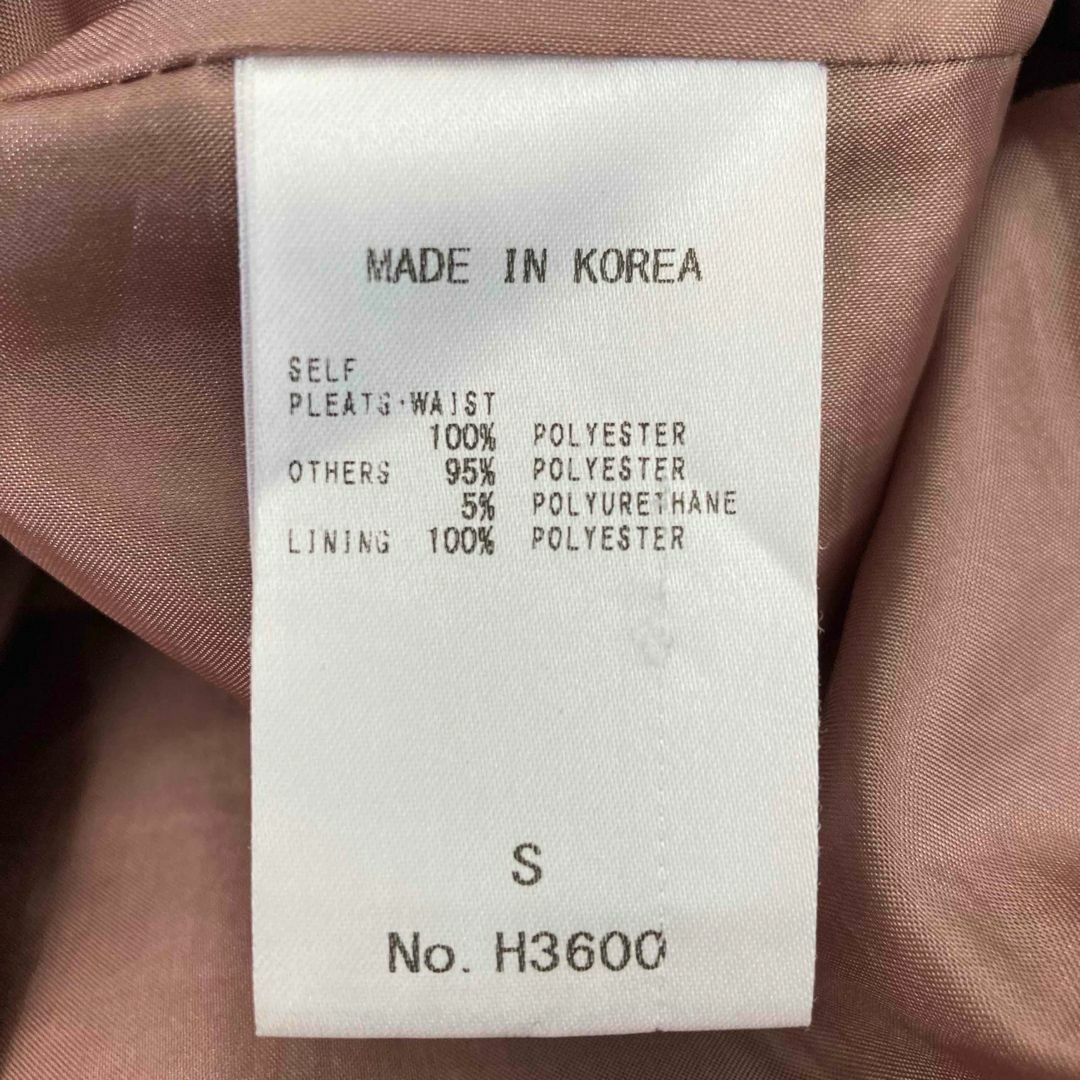 MADE IN KOREA
SELF
PLEATS・WAIST
100% POLYESTER
OTHERS 95% POLYESTER
5% POLYURETHANE
LINING 100% POLYESTER
S
No. H3600